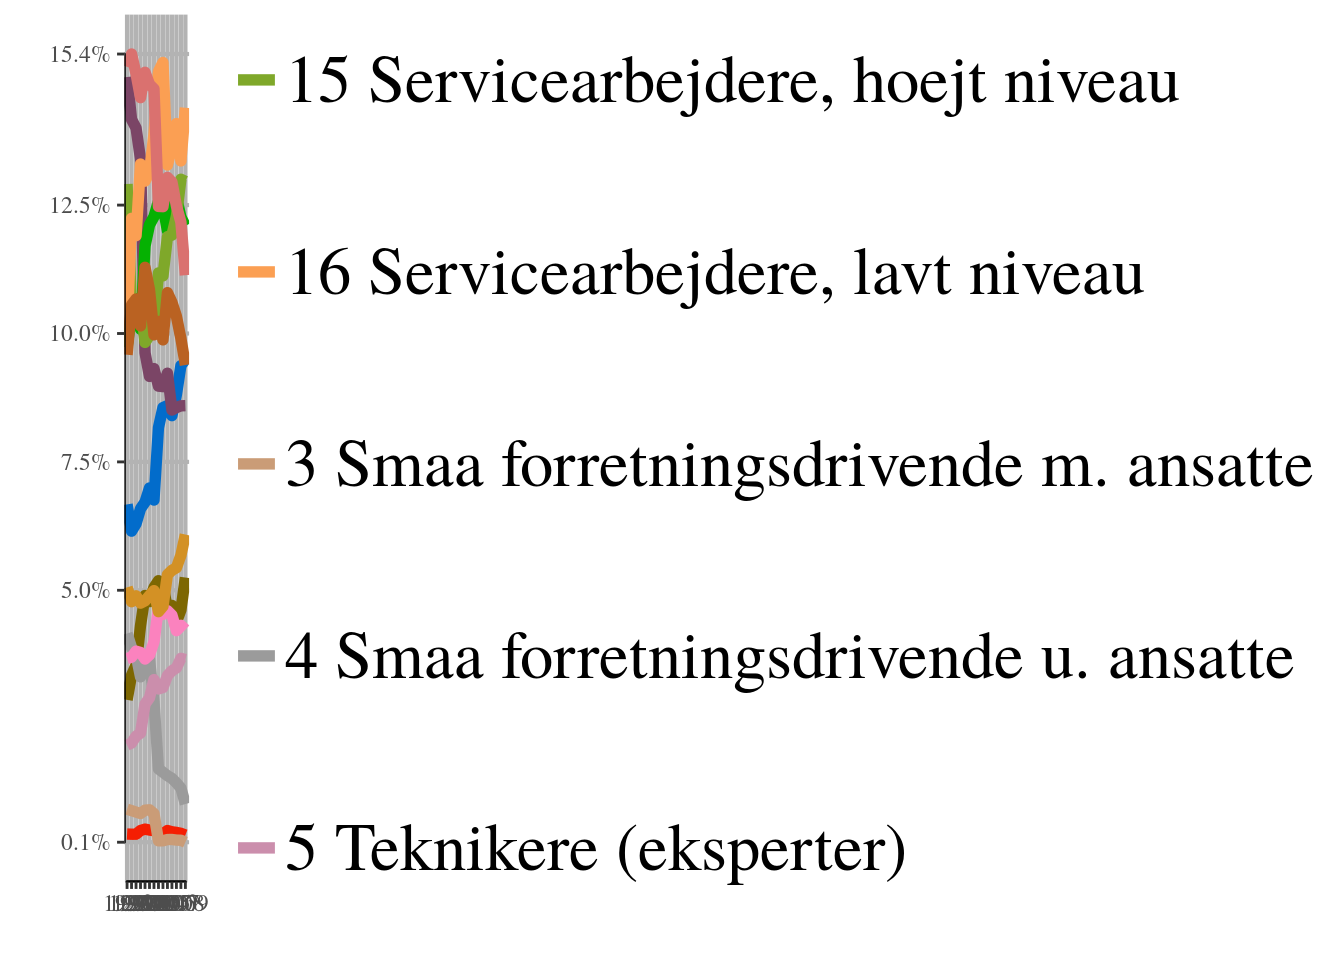 15.4%
12.5%
10.0%
7.5%
5.0%
0.1%
15 Servicearbejdere, hoejt niveau
16 Servicearbejdere, lavt niveau
3 Smaa forretningsdrivende m. ansatte
4 Smaa forretningsdrivende u. ansatte
5 Teknikere (eksperter)